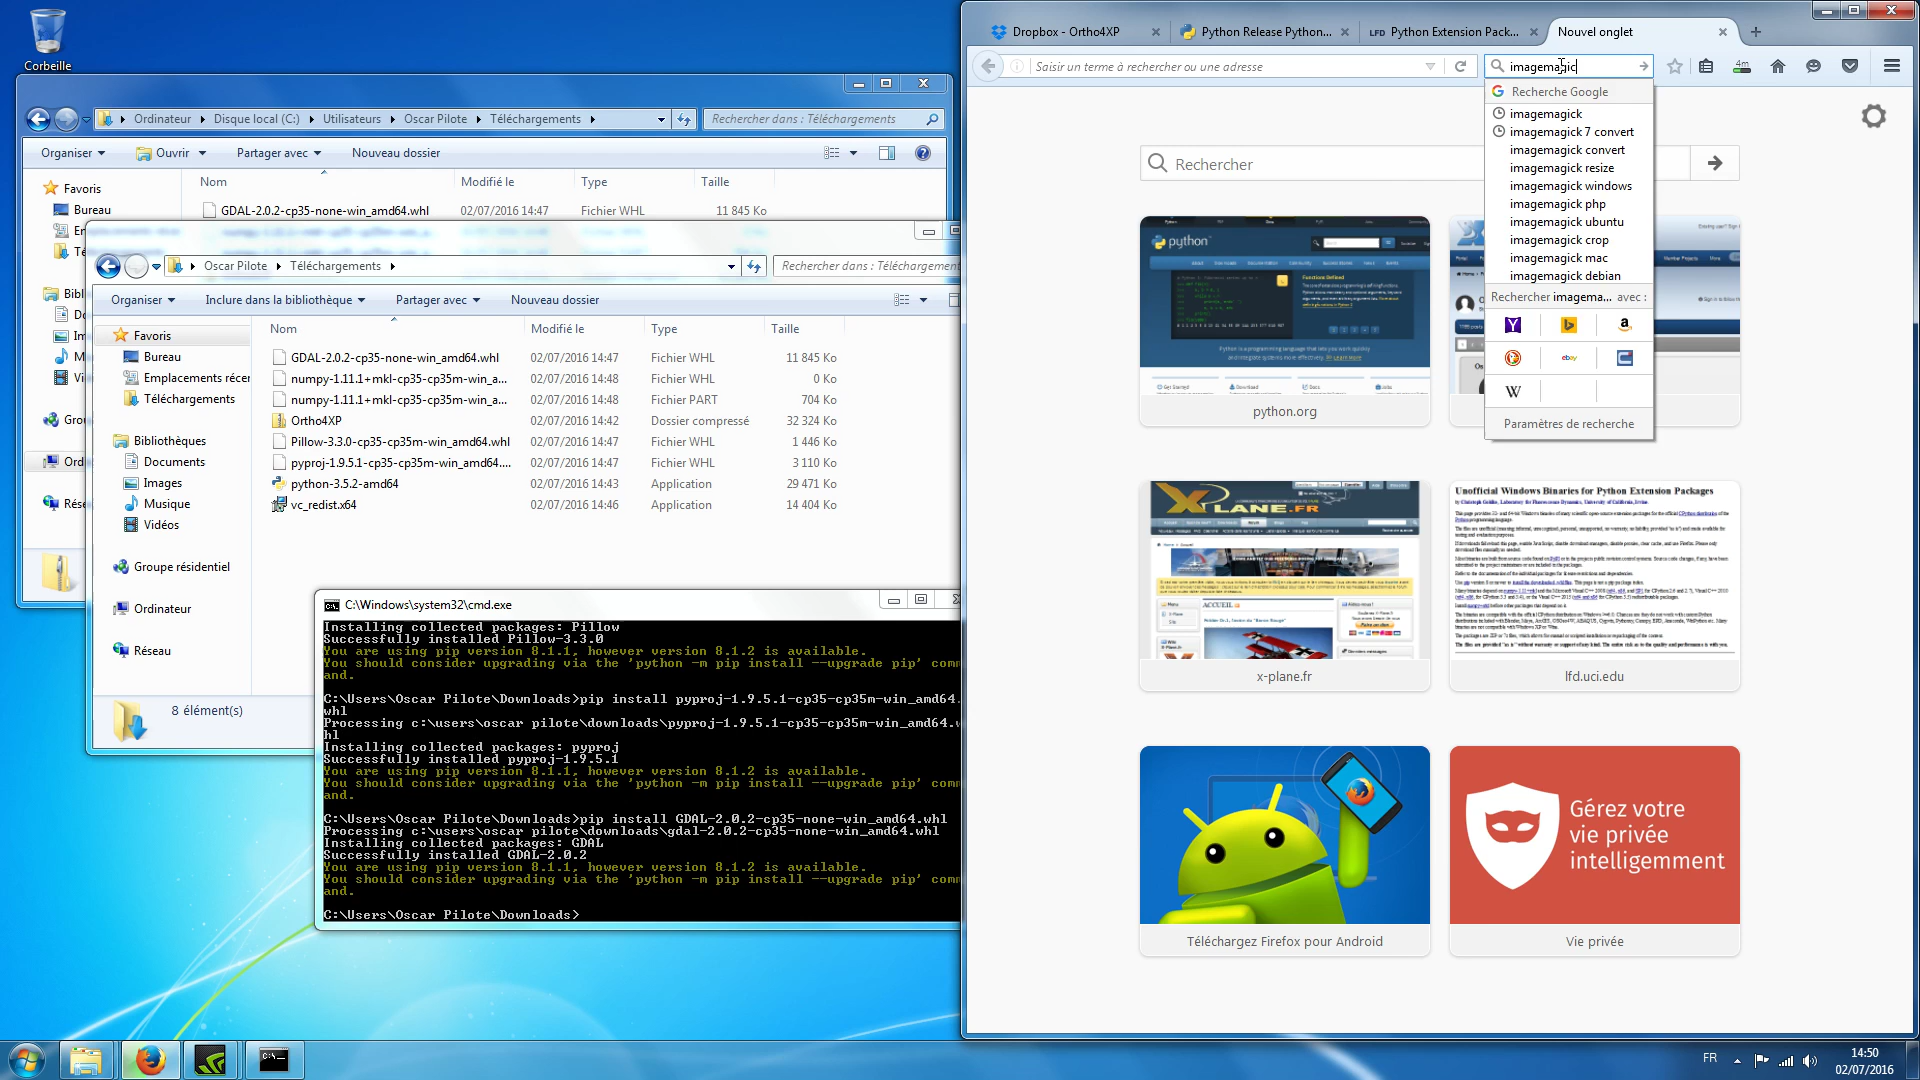 Corbeille
Ordinateur
Disque local (C:)
Utilisateurs
Oscar Pilote
Téléchargements
Rechercher dans : Téléchargements
Organiser
Ouvrir
Partager avec
Nouveau dossier
Favoris
Bureau
Nom
Modifié le
Type
Taille
GDAL-2.0.2-cp35-none-win_amd64.whl
02/07/2016 14:47
Fichier WHL
11 845 Ko
Oscar Pilote
Téléchargements
Rechercher dans : Téléchargements
Organiser
Inclure dans la bibliothèque
Partager avec
Nouveau dossier
Favoris
Bureau
Emplacements récer
Téléchargements
Bibliothèques
Documents
Images
Musique
Vidéos
Groupe résidentiel
Ordinateur
Réseau
Nom Modifié le Type Taille
GDAL-2.0.2-cp35-none-win_amd64.whl 02/07/2016 14:47 Fichier WHL 11 845 Ko
numpy-1.11.1+mkl-cp35-cp35m-win_a... 02/07/2016 14:48 Fichier WHL 0 Ko
numpy-1.11.1+mkl-cp35-cp35m-win_a... 02/07/2016 14:48 Fichier PART 704 Ko
Ortho4XP 02/07/2016 14:42 Dossier compressé 32 324 Ko
Pillow-3.3.0-cp35-cp35m-win_amd64.whl 02/07/2016 14:47 Fichier WHL 1 446 Ko
pyproj-1.9.5.1-cp35-cp35m-win_amd64.... 02/07/2016 14:47 Fichier WHL 3 110 Ko
python-3.5.2-amd64 02/07/2016 14:43 Application 29 471 Ko
vc_redist.x64 02/07/2016 14:46 Application 14 404 Ko
8 élément(s)
C:\Windows\system32\cmd.exe
Installing collected packages: Pillow
Successfully installed Pillow-3.3.0
You are using pip version 8.1.1, however version 8.1.2 is available.
You should consider upgrading via the 'python -m pip install --upgrade pip' comm
and.
C:\Users\Oscar Pilote\Downloads>pip install pyproj-1.9.5.1-cp35-cp35m-win_amd64.
whl
Processing c:\users\oscar pilote\downloads\pyproj-1.9.5.1-cp35-cp35m-win_amd64.w
hl
Installing collected packages: pyproj
Successfully installed pyproj-1.9.5.1
You are using pip version 8.1.1, however version 8.1.2 is available.
You should consider upgrading via the 'python -m pip install --upgrade pip' comm
and.
C:\Users\Oscar Pilote\Downloads>pip install GDAL-2.0.2-cp35-none-win_amd64.whl
Processing c:\users\oscar pilote\downloads\gdal-2.0.2-cp35-none-win_amd64.whl
Installing collected packages: GDAL
Successfully installed GDAL-2.0.2
You are using pip version 8.1.1, however version 8.1.2 is available.
You should consider upgrading via the 'python -m pip install --upgrade pip' comm
and.
C:\Users\Oscar Pilote\Downloads>
Dropbox - Ortho4XP
Python Release Python...
LFD Python Extension Pack...
Nouvel onglet
Saisir un terme à rechercher ou une adresse
imagemagic
4m
Recherche Google
imagemagick
imagemagick 7 convert
imagemagick convert
imagemagick resize
imagemagick windows
imagemagick php
imagemagick ubuntu
imagemagick crop
imagemagick mac
imagemagick debian
Rechercher imagema... avec :
ebay
W
Paramètres de recherche
Rechercher
python
python.org
X-PLANE.FR
ACCUEIL
x-plane.fr
Unofficial Windows Binaries for Python Extension Packages
lfd.uci.edu
Téléchargez Firefox pour Android
Gérez votre
vie privée
intelligemment
Vie privée
FR
14:50
02/07/2016